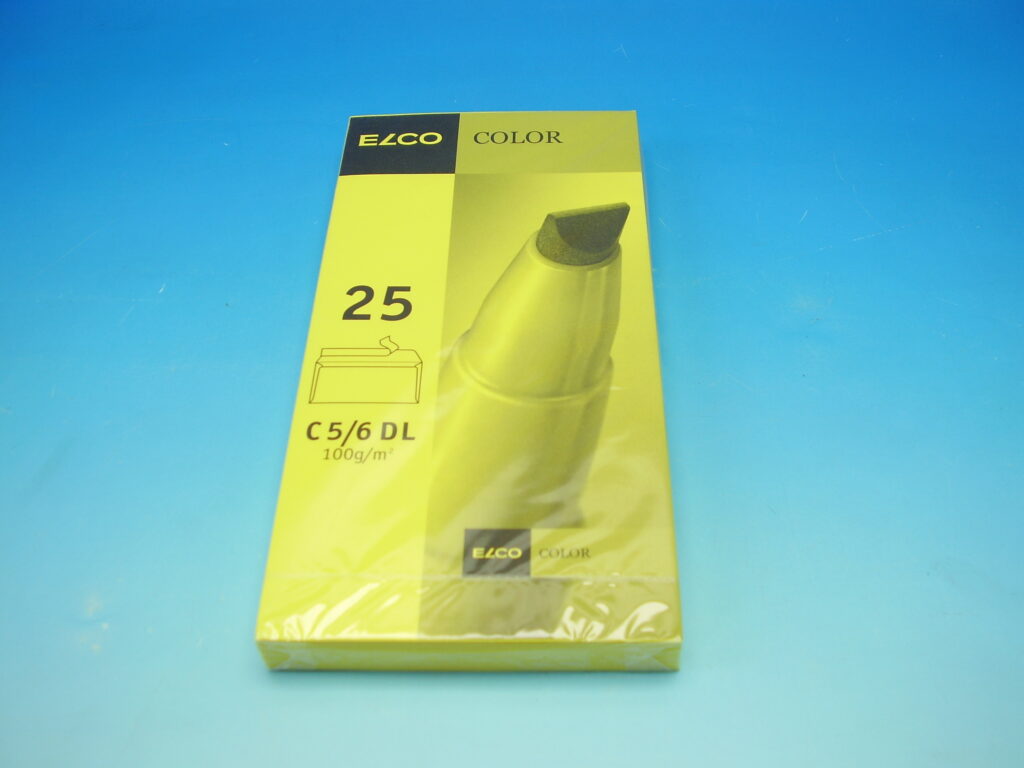 ELCO COLOR
25
C 5/6 DL
100g/m²
ELCO COLOR